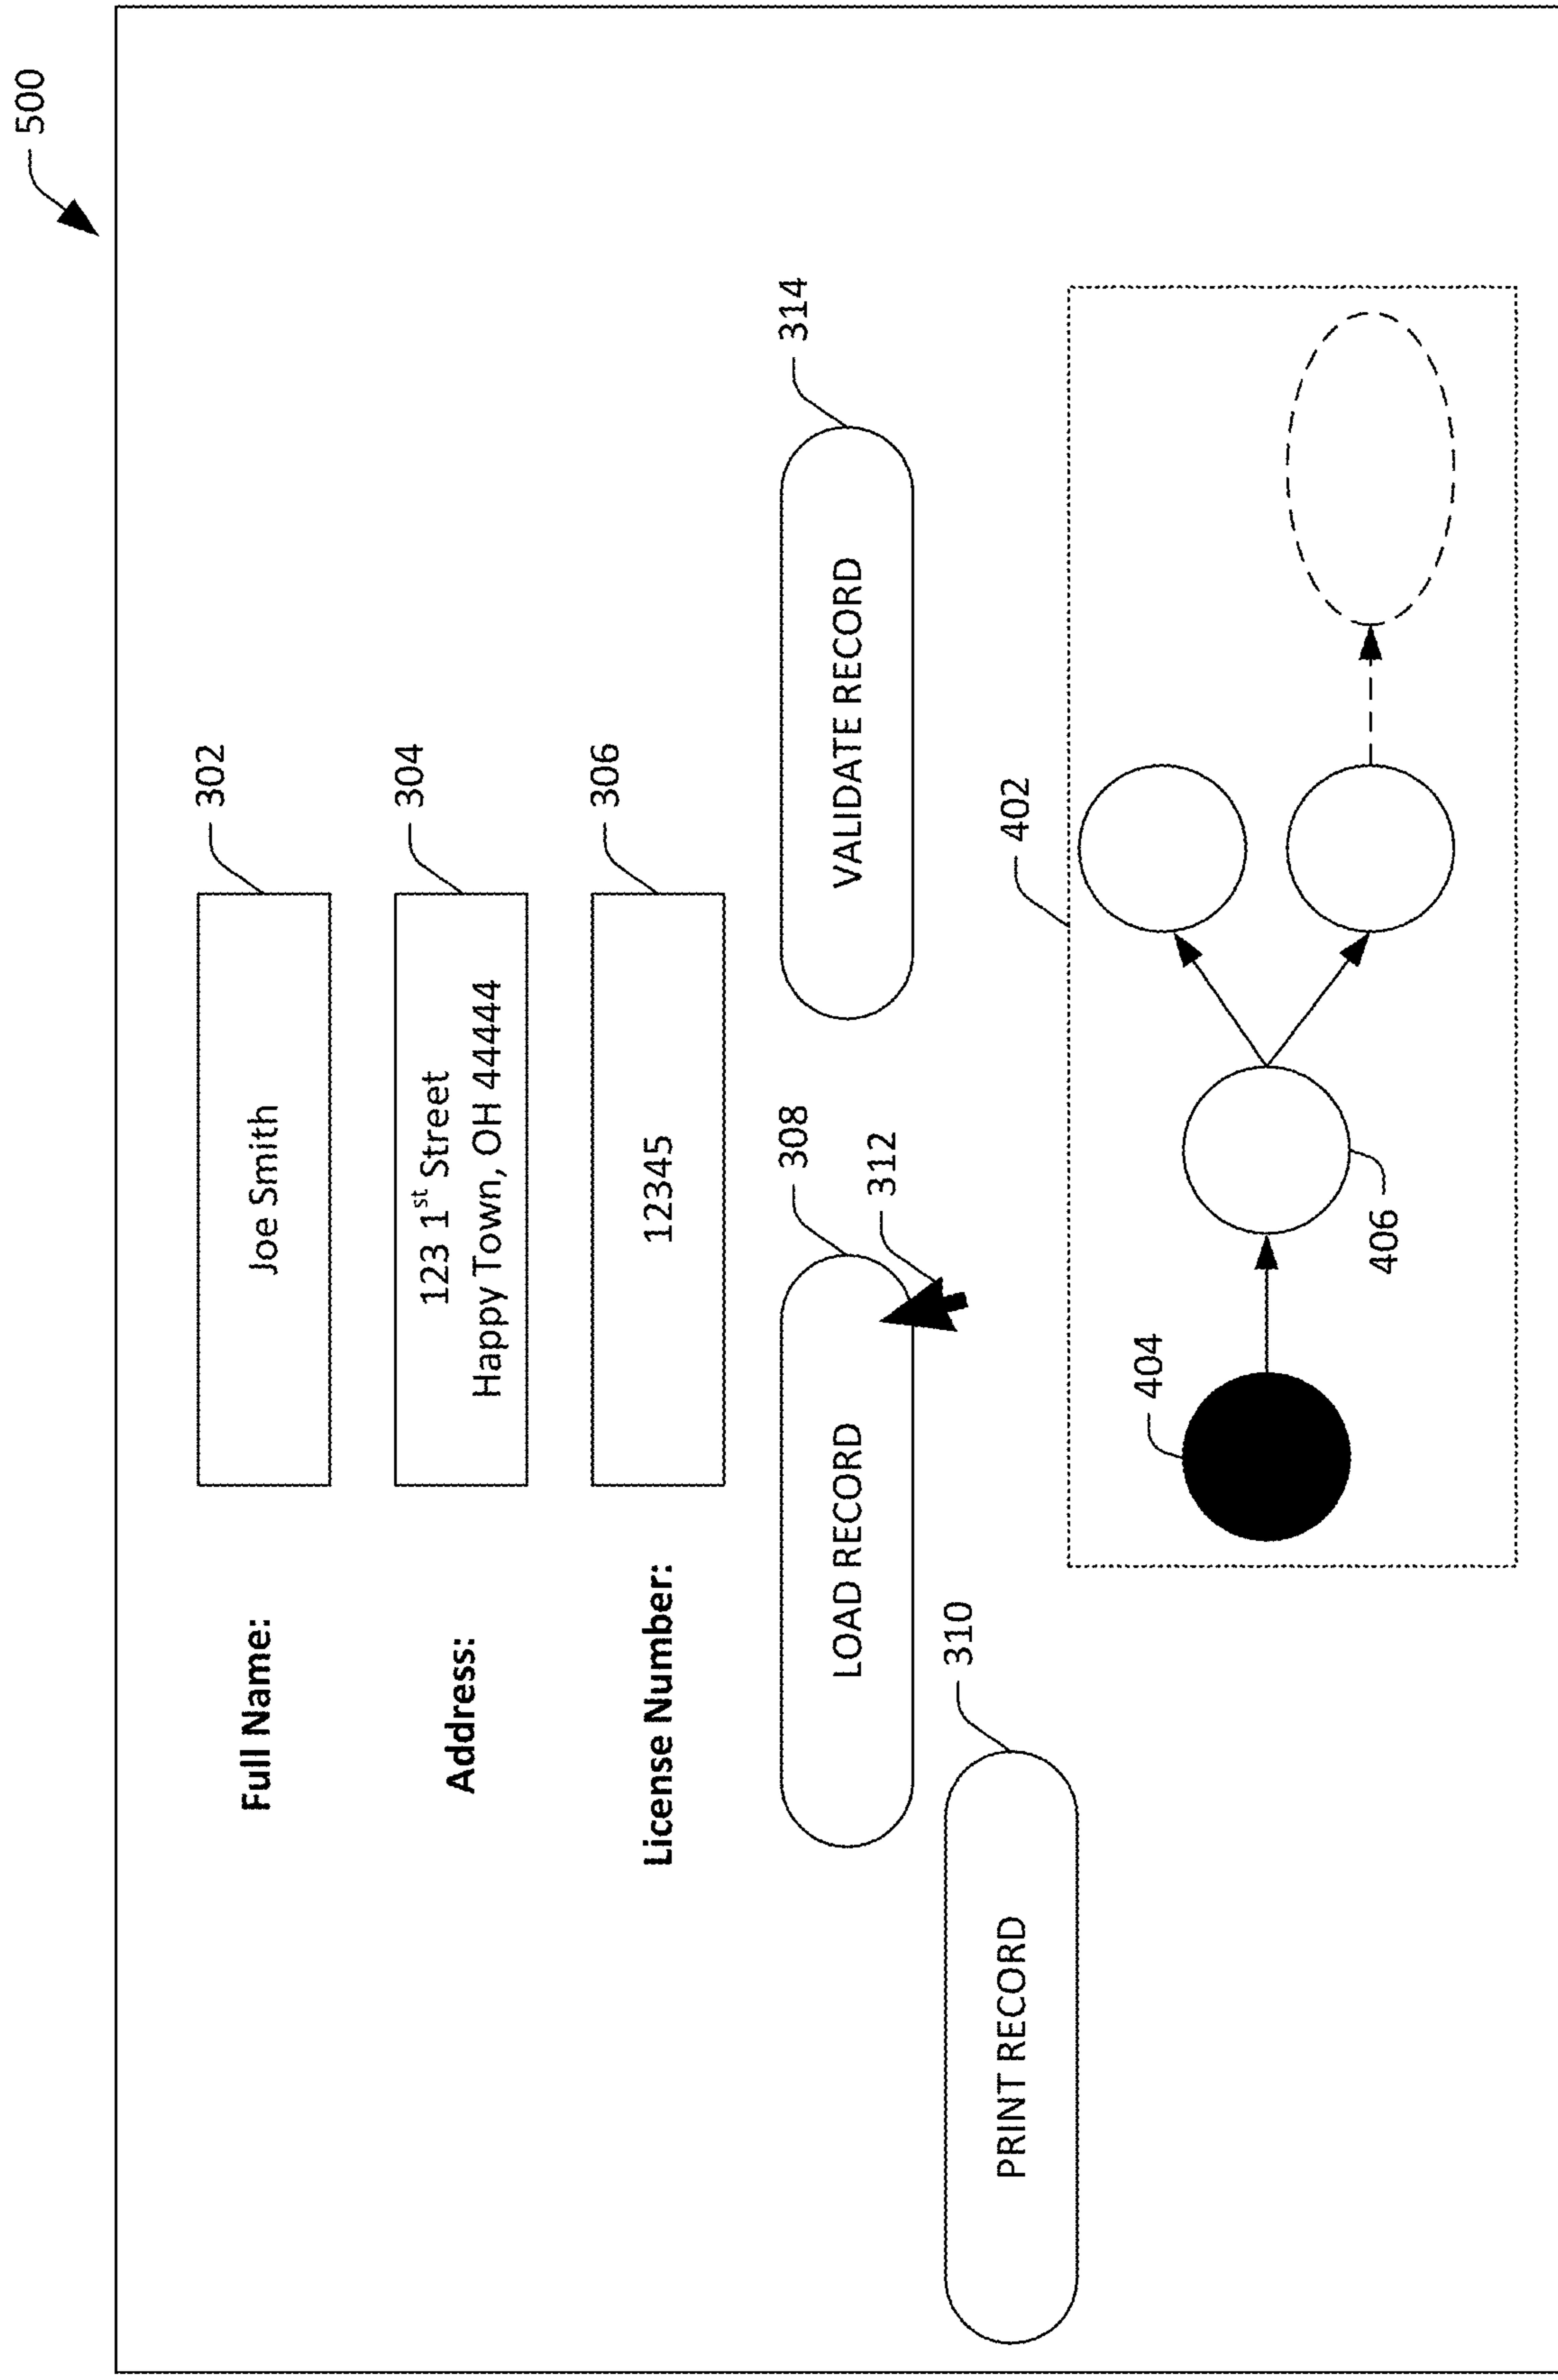 500
Full Name:
Joe Smith
302
Address:
123 1st Street
Happy Town, OH 44444
304
License Number:
12345
306
LOAD RECORD
308
312
VALIDATE RECORD
314
PRINT RECORD
310
402
404
406